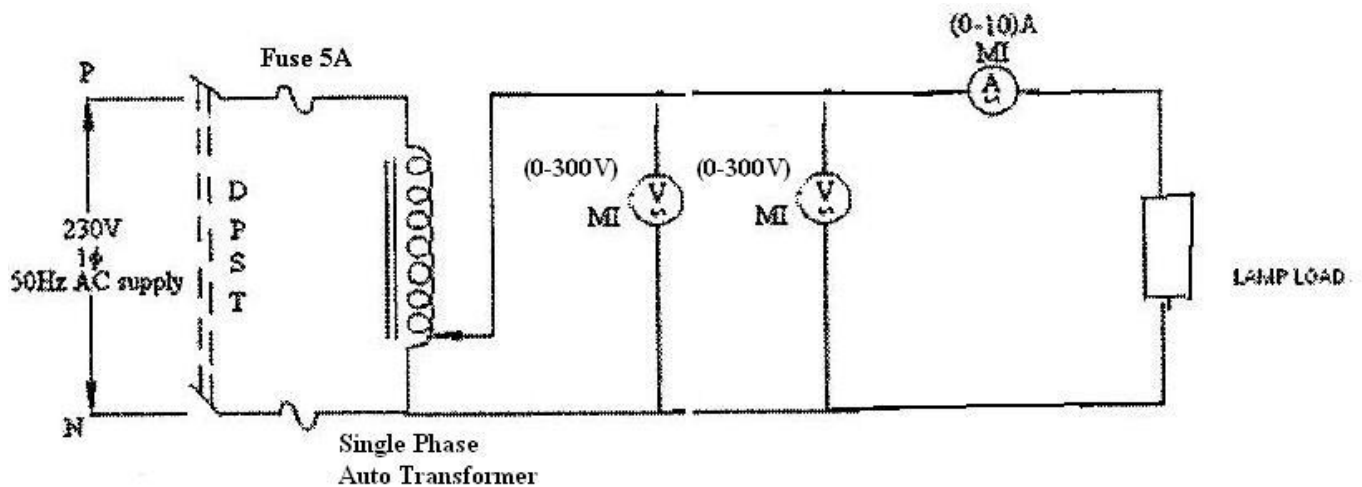 (0-10)A
MI
A
Fuse 5A
P
(0-300V)
V
MI
(0-300V)
V
MI
D
P
S
T
230V
1ϕ
50Hz AC supply
LAMP LOAD
N
Single Phase
Auto Transformer